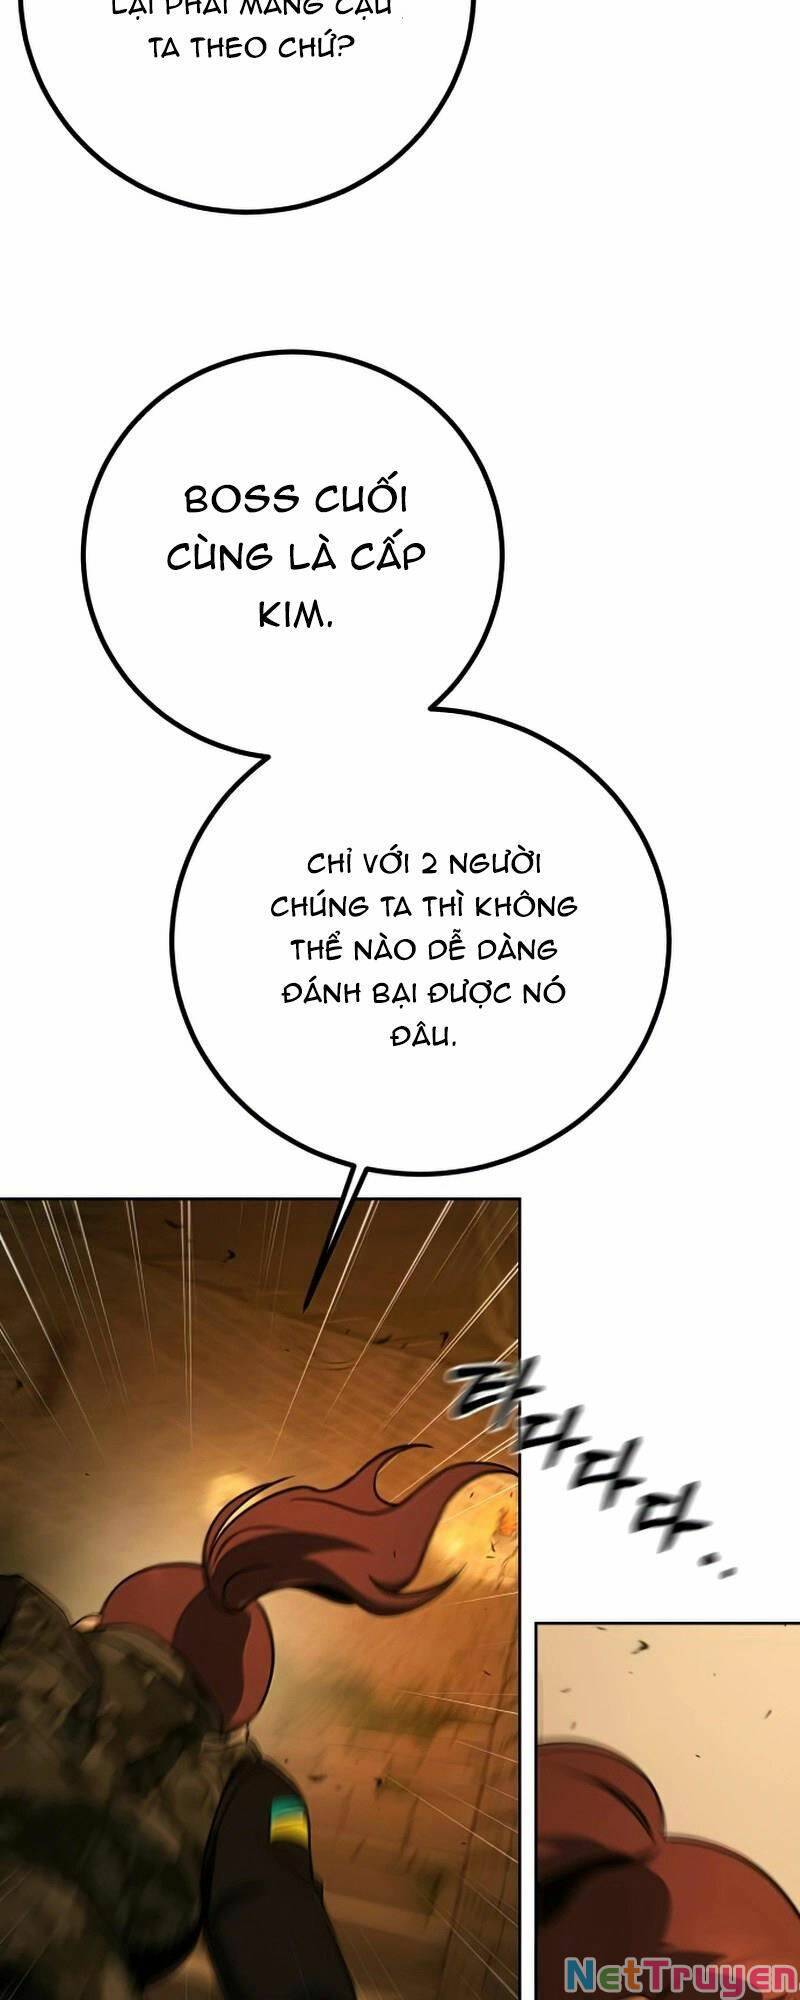 LẠI PHẢI MANG CẬU
TA THEO CHỨ?
BOSS CUỐI
CÙNG LÀ CẤP
KIM.
CHỈ VỚI 2 NGƯỜI
CHÚNG TA THÌ KHÔNG
THỂ NÀO DỄ DÀNG
ĐÁNH BẠI ĐƯỢC NÓ
ĐÂU.
타다다다..
NetTruyen